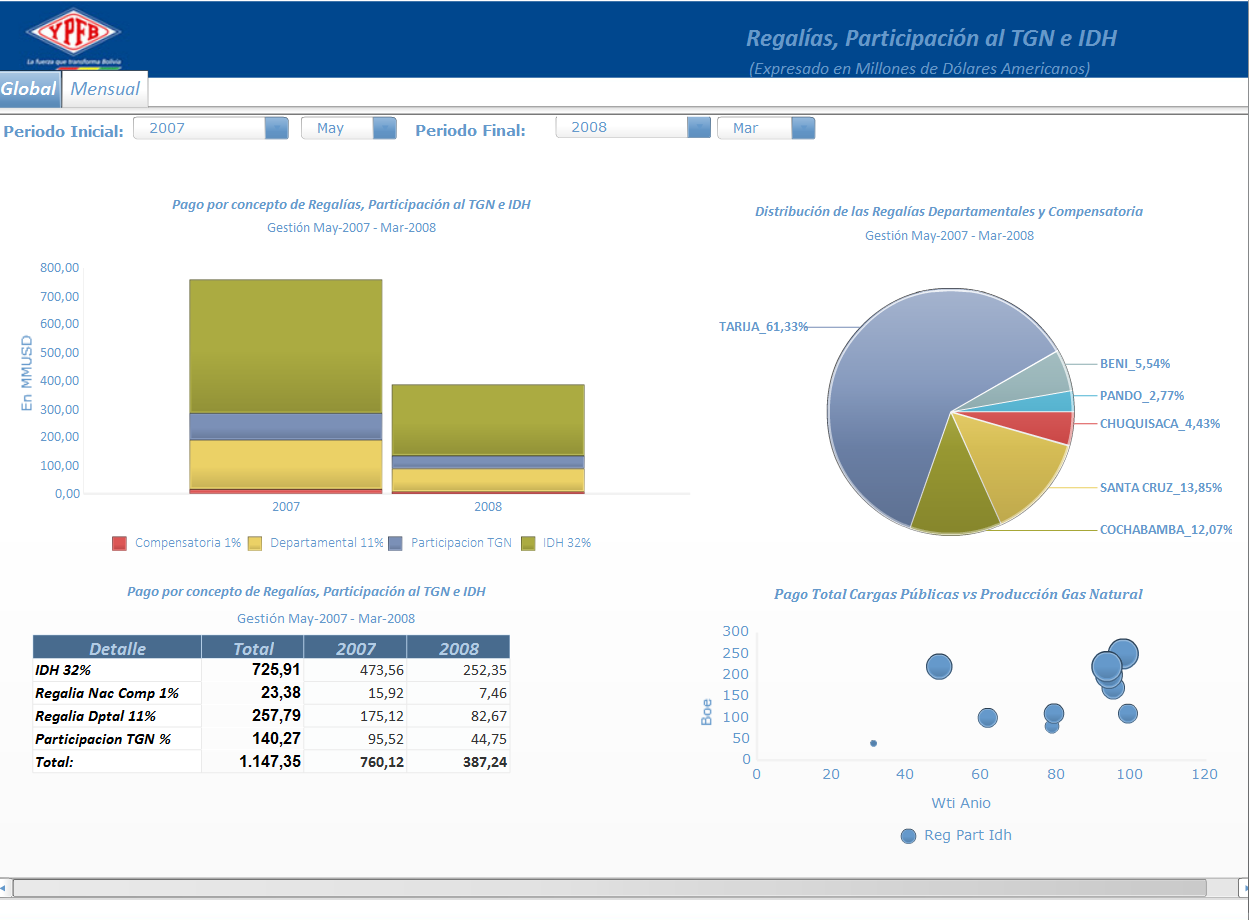 YPFB
La fuerza que transforma Bolivia
Regalías, Participación al TGN e IDH
(Expresado en Millones de Dólares Americanos)
Global Mensual
Periodo Inicial: 2007 May Periodo Final: 2008 Mar
Pago por concepto de Regalías, Participación al TGN e IDH
Gestión May-2007 - Mar-2008
En MMUSD
800,00
700,00
600,00
500,00
400,00
300,00
200,00
100,00
0,00
2007 2008
Compensatoria 1% Departamental 11% Participacion TGN IDH 32%
Distribución de las Regalías Departamentales y Compensatoria
Gestión May-2007 - Mar-2008
TARIJA_61,33%
BENI_5,54%
PANDO_2,77%
CHUQUISACA_4,43%
SANTA CRUZ_13,85%
COCHABAMBA_12,07%
Pago por concepto de Regalías, Participación al TGN e IDH
Gestión May-2007 - Mar-2008
Detalle Total 2007 2008
IDH 32% 725,91 473,56 252,35
Regalia Nac Comp 1% 23,38 15,92 7,46
Regalia Dptal 11% 257,79 175,12 82,67
Participacion TGN % 140,27 95,52 44,75
Total: 1.147,35 760,12 387,24
Pago Total Cargas Públicas vs Producción Gas Natural
Boe
300
250
200
150
100
50
0
0 20 40 60 80 100 120
Wti Anio
Reg Part Idh